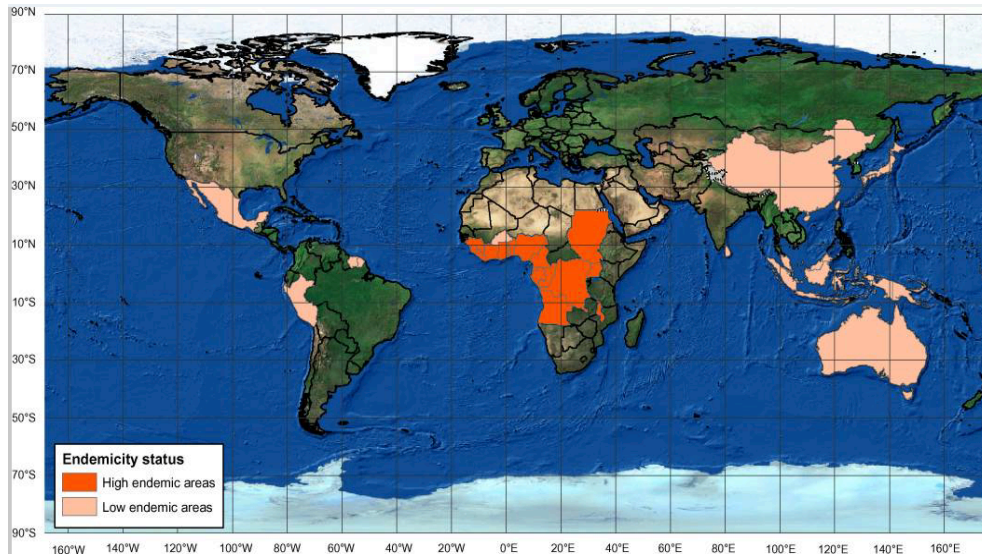 90°N
70°N
50°N
30°N
10°N
10°S
30°S
50°S
70°S
90°S
Endemicity status
High endemic areas
Low endemic areas
160°W 140°W 120°W 100°W 80°W 60°W 40°W 20°W 0°E 20°E 40°E 60°E 80°E 100°E 120°E 140°E 160°E